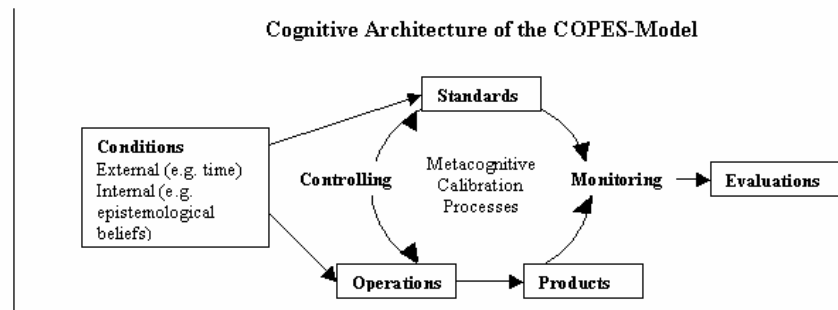 Cognitive Architecture of the COPES-Model
Standards
Conditions
External (e.g. time)
Internal (e.g.
epistemological
beliefs)
Controlling
Metacognitive
Calibration
Processes
Monitoring
Evaluations
Operations
Products